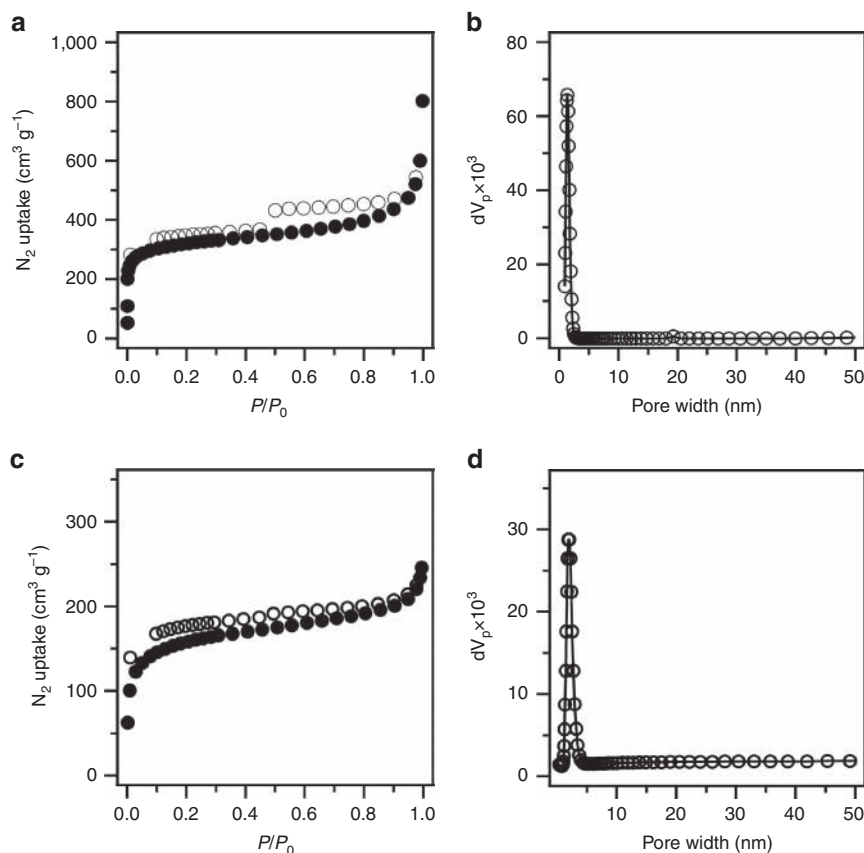 a
1,000
800
600
400
200
0
N₂ uptake (cm³ g⁻¹)
0.0 0.2 0.4 0.6 0.8 1.0
P/P₀
b
80
60
40
20
0
dVₚ×10³
0 10 20 30 40 50
Pore width (nm)
c
300
200
100
0
N₂ uptake (cm³ g⁻¹)
0.0 0.2 0.4 0.6 0.8 1.0
P/P₀
d
30
20
10
0
dVₚ×10³
10 20 30 40 50
Pore width (nm)